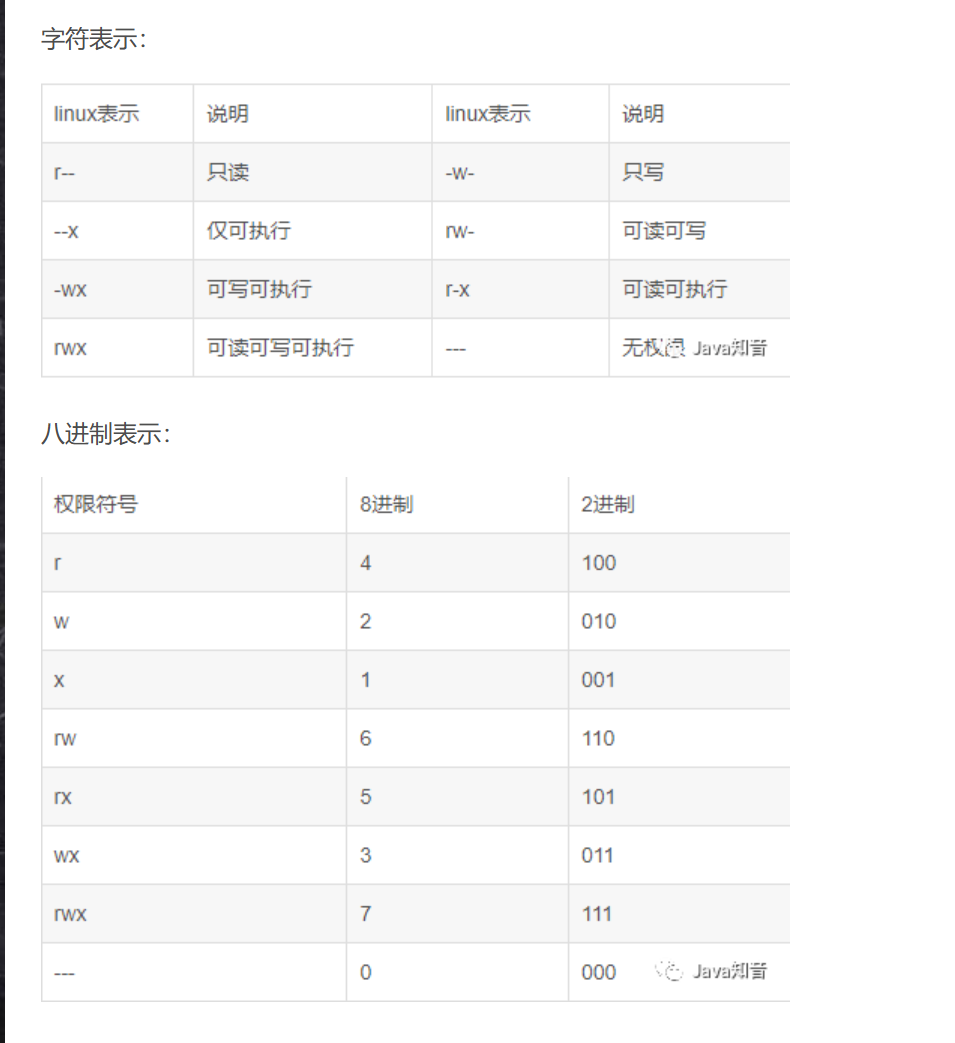 字符表示：
linux表示 说明 linux表示 说明
r-- 只读 -w- 只写
--x 仅可执行 rw- 可读可写
-wx 可写可执行 r-x 可读可执行
rwx 可读可写可执行 --- 无权限 Java知音
八进制表示：
权限符号 8进制 2进制
r 4 100
w 2 010
x 1 001
rw 6 110
rx 5 101
wx 3 011
rwx 7 111
--- 0 000 Java知音